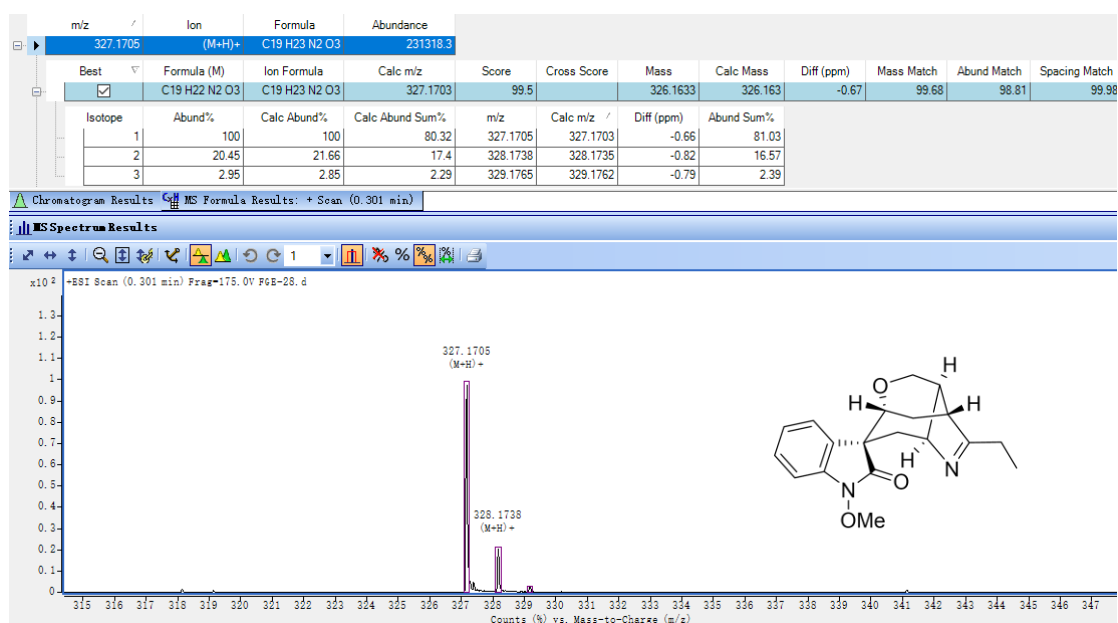 m/z Ion Formula Abundance
327.1705 (M+H)+ C19 H23 N2 O3 231318.3
Best Formula (M) Ion Formula Calc m/z Score Cross Score Mass Calc Mass Diff (ppm) Mass Match Abund Match Spacing Match
C19 H22 N2 O3 C19 H23 N2 O3 327.1703 99.5 326.1633 326.163 -0.67 99.68 98.81 99.98
Isotope Abund% Calc Abund% Calc Abund Sum% m/z Calc m/z Diff (ppm) Abund Sum%
1 100 100 80.32 327.1705 327.1703 -0.66 81.03
2 20.45 21.66 17.4 328.1738 328.1735 -0.82 16.57
3 2.95 2.85 2.29 329.1765 329.1762 -0.79 2.39
Chromatogram Results MS Formula Results: + Scan (0.301 min)
MS Spectrum Results
1 % %
x10 2 +ESI Scan (0.301 min) Frag=175.0V FGE-28.d
1.3
1.2
1.1
1
0.9
0.8
0.7
0.6
0.5
0.4
0.3
0.2
0.1
0
327.1705
(M+H)+
328.1738
(M+H)+
H
O
H
H
H
N
O
N
OMe
315 316 317 318 319 320 321 322 323 324 325 326 327 328 329 330 331 332 333 334 335 336 337 338 339 340 341 342 343 344 345 346 347
Counts (%) vs. Mass-to-Charge (m/z)